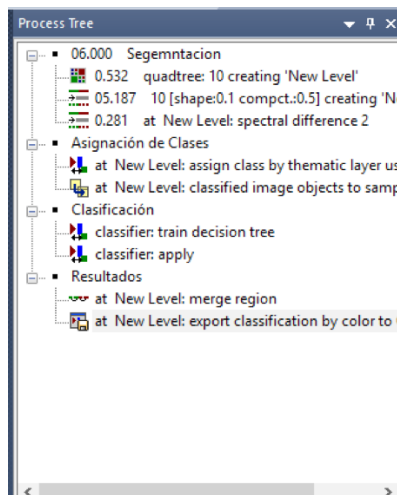 Process Tree
06.000 Segemntacion
0.532 quadtree: 10 creating 'New Level'
05.187 10 [shape:0.1 compct.:0.5] creating 'N
0.281 at New Level: spectral difference 2
Asignación de Clases
at New Level: assign class by thematic layer us
at New Level: classified image objects to samp
Clasificación
classifier: train decision tree
classifier: apply
Resultados
at New Level: merge region
at New Level: export classification by color to